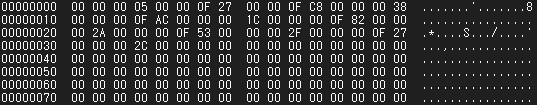 00000000 00 00 00 05 00 00 0F 27 00 00 0F C8 00 00 00 38 .......'.......8
00000010 00 00 0F AC 00 00 00 1C 00 00 00 0F 82 00 00 00 ................
00000020 00 2A 00 00 00 0F 53 00 00 00 2F 00 00 00 0F 27 .*....S.../....'
00000030 00 00 00 2C 00 00 00 00 00 00 00 00 00 00 00 00 ...,............
00000040 00 00 00 00 00 00 00 00 00 00 00 00 00 00 00 00 ................
00000050 00 00 00 00 00 00 00 00 00 00 00 00 00 00 00 00 ................
00000060 00 00 00 00 00 00 00 00 00 00 00 00 00 00 00 00 ................
00000070 00 00 00 00 00 00 00 00 00 00 00 00 00 00 00 00 ................